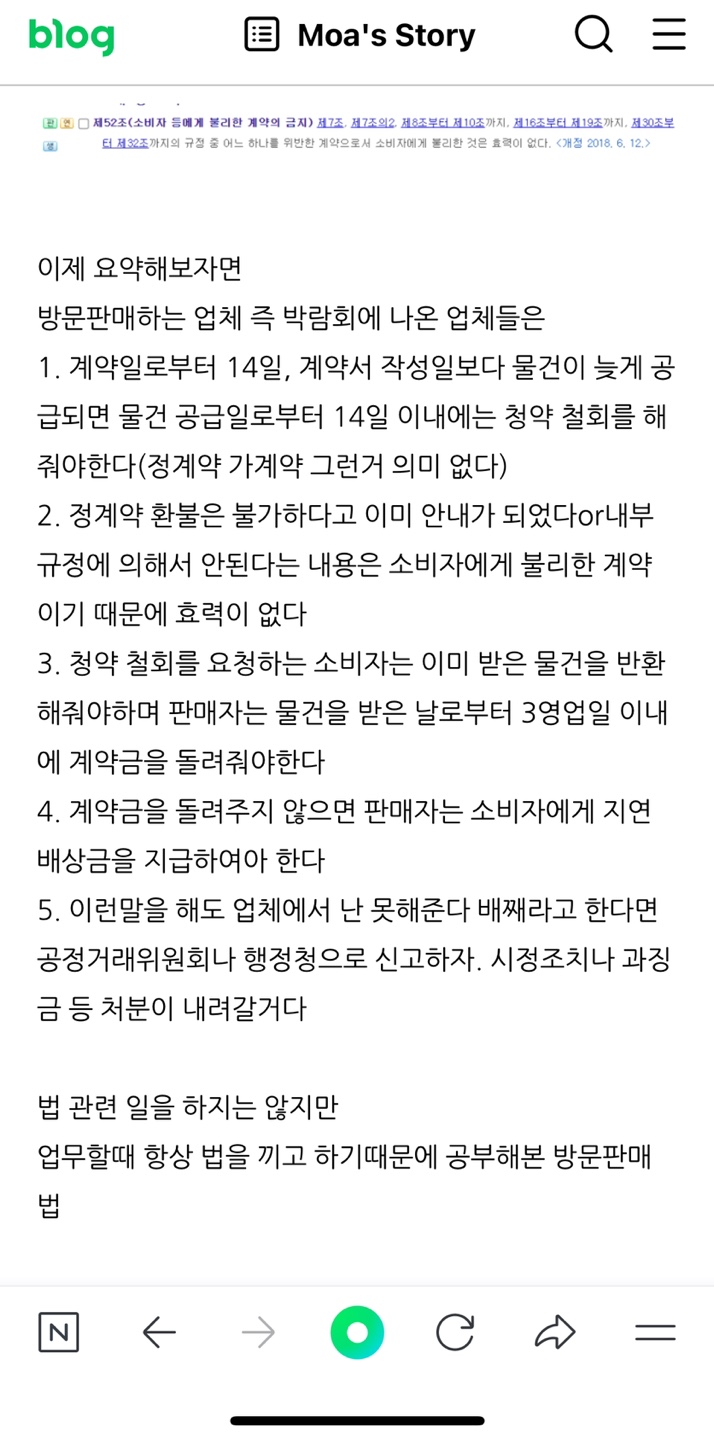 blog
Moa's Story
판 연 제52조(소비자 등에게 불리한 계약의 금지) 제7조, 제7조의2, 제8조부터 제10조까지, 제16조부터 제19조까지, 제30조부
생 터 제32조까지의 규정 중 어느 하나를 위반한 계약으로서 소비자에게 불리한 것은 효력이 없다. <개정 2018. 6. 12.>
이제 요약해보자면
방문판매하는 업체 즉 박람회에 나온 업체들은
1. 계약일로부터 14일, 계약서 작성일보다 물건이 늦게 공
급되면 물건 공급일로부터 14일 이내에는 청약 철회를 해
줘야한다(정계약 가계약 그런거 의미 없다)
2. 정계약 환불은 불가하다고 이미 안내가 되었다or내부
규정에 의해서 안된다는 내용은 소비자에게 불리한 계약
이기 때문에 효력이 없다
3. 청약 철회를 요청하는 소비자는 이미 받은 물건을 반환
해줘야하며 판매자는 물건을 받은 날로부터 3영업일 이내
에 계약금을 돌려줘야한다
4. 계약금을 돌려주지 않으면 판매자는 소비자에게 지연
배상금을 지급하여아 한다
5. 이런말을 해도 업체에서 난 못해준다 배째라고 한다면
공정거래위원회나 행정청으로 신고하자. 시정조치나 과징
금 등 처분이 내려갈거다
법 관련 일을 하지는 않지만
업무할때 항상 법을 끼고 하기때문에 공부해본 방문판매
법
N